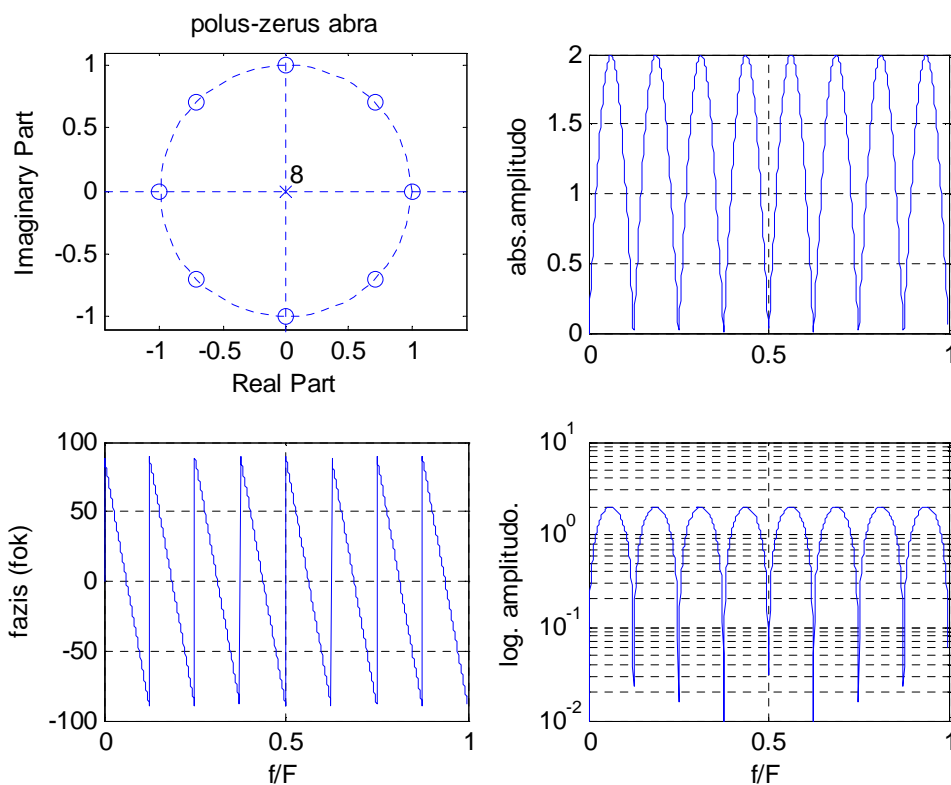 polus-zerus abra
Imaginary Part
1
0.5
0
-0.5
-1
8
-1 -0.5 0 0.5 1
Real Part
abs.amplitudo
2
1.5
1
0.5
0
0 0.5 1
fazis (fok)
100
50
0
-50
-100
0 0.5 1
f/F
log. amplitudo.
10^1
10^0
10^-1
10^-2
0 0.5 1
f/F